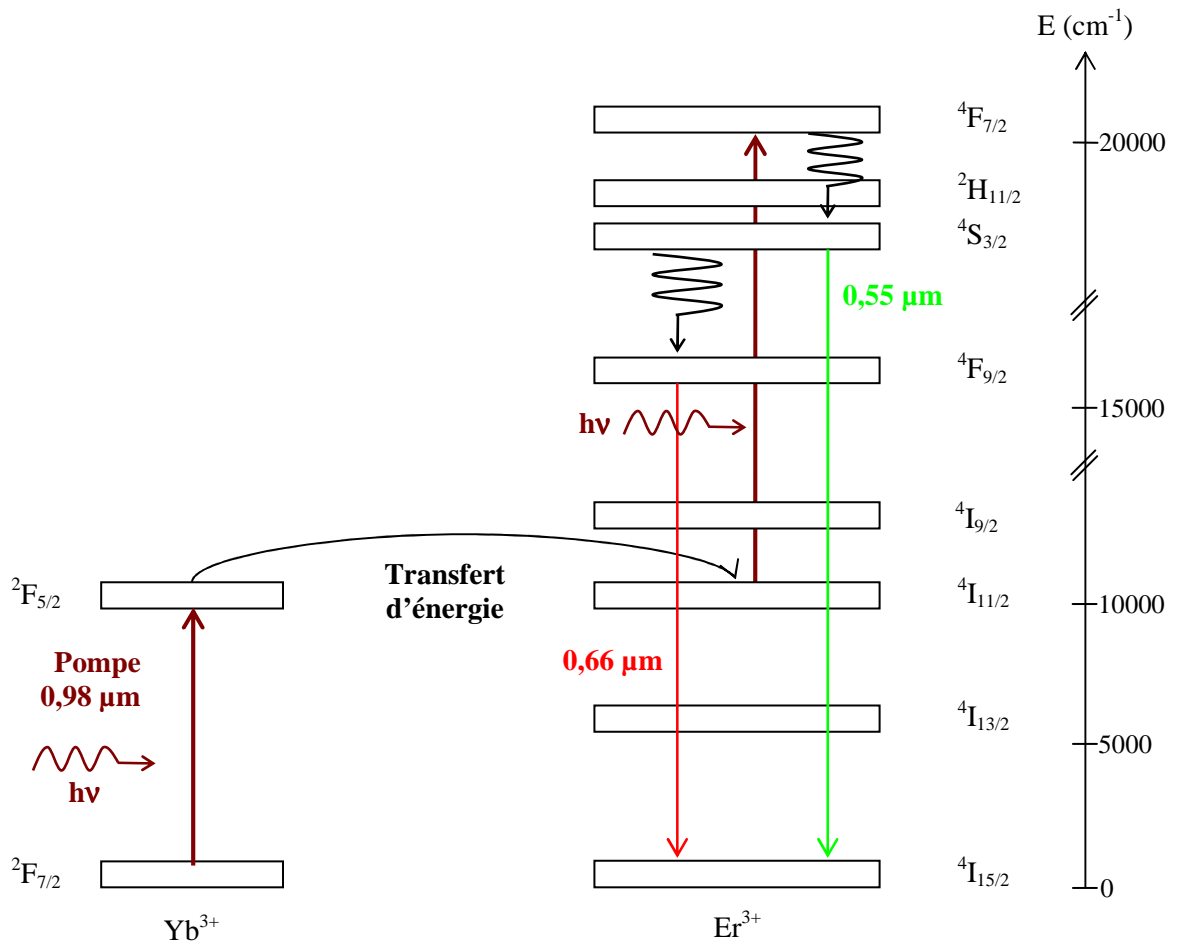 E (cm⁻¹)
⁴F₇/₂
20000
²H₁₁/₂
⁴S₃/₂
0,55 µm
⁴F₉/₂
15000
hν
⁴I₉/₂
²F₅/₂
Transfert
d’énergie
⁴I₁₁/₂
10000
Pompe
0,98 µm
0,66 µm
⁴I₁₃/₂
5000
hν
²F₇/₂
⁴I₁₅/₂
0
Yb³⁺
Er³⁺